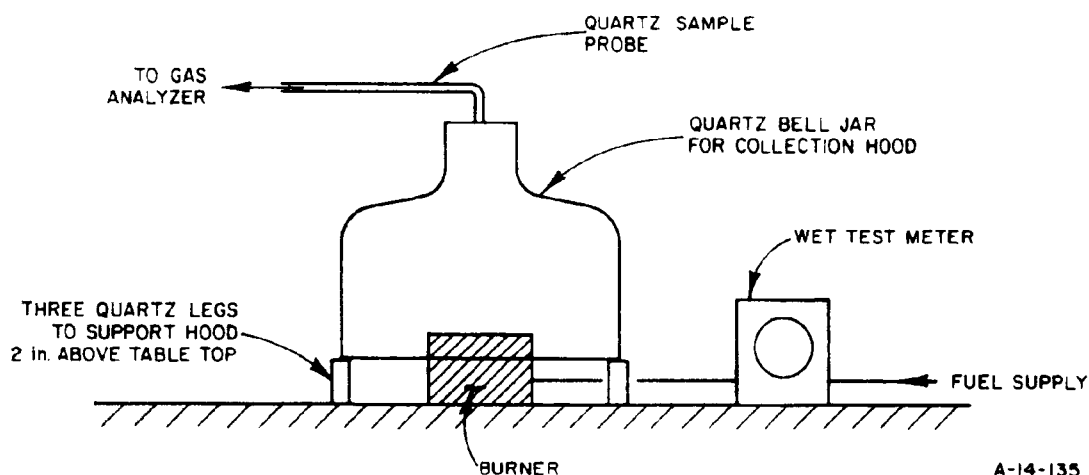 QUARTZ SAMPLE
PROBE
TO GAS
ANALYZER
QUARTZ BELL JAR
FOR COLLECTION HOOD
WET TEST METER
THREE QUARTZ LEGS
TO SUPPORT HOOD
2 in. ABOVE TABLE TOP
FUEL SUPPLY
BURNER
A-14-135